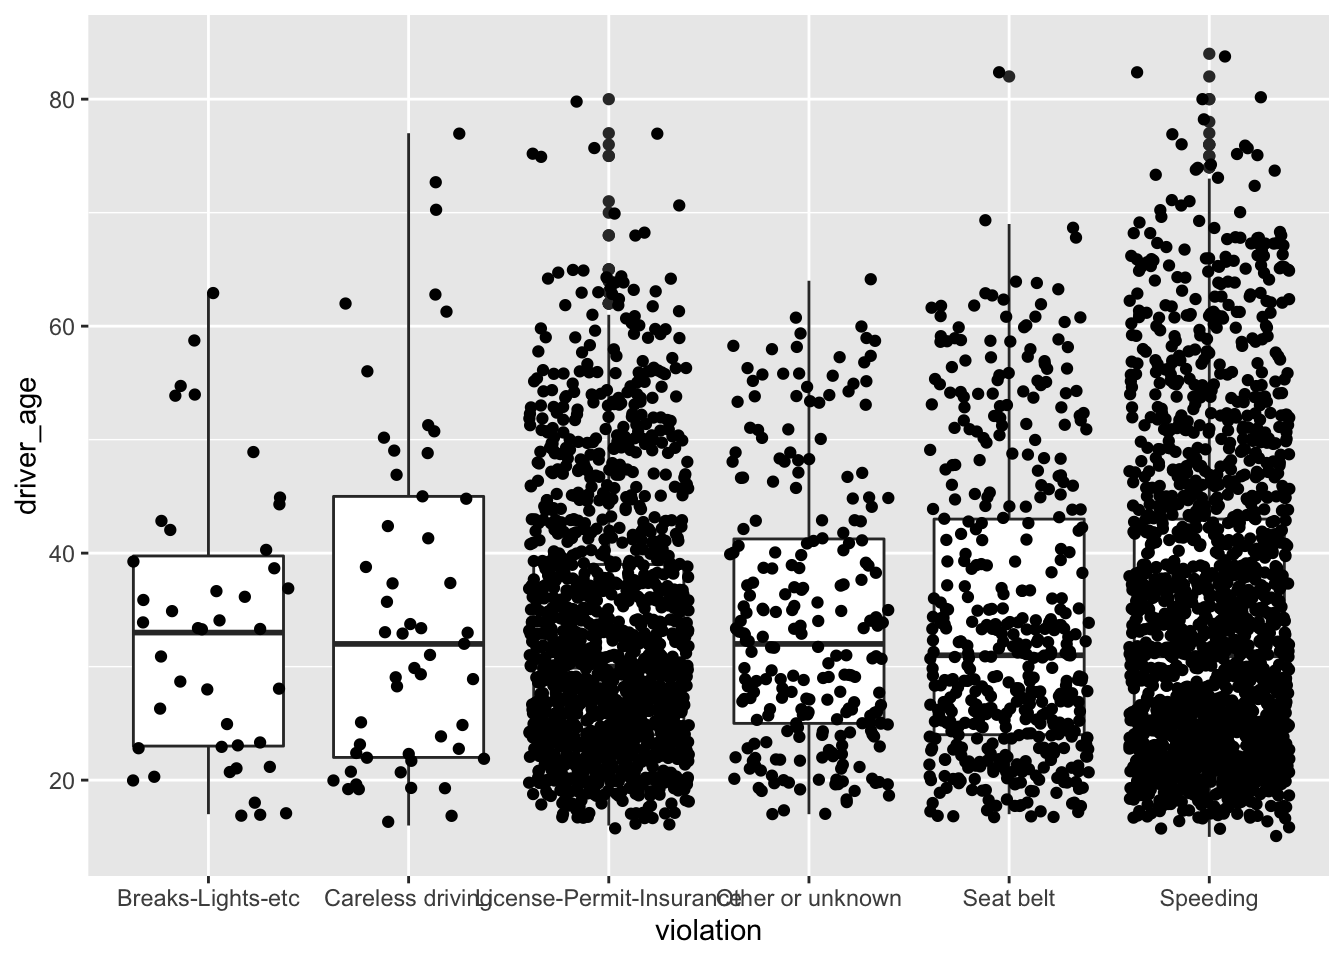 driver_age
80
60
40
20
Breaks-Lights-etc
Careless driving
License-Permit-Insurance
Other or unknown
Seat belt
Speeding
violation